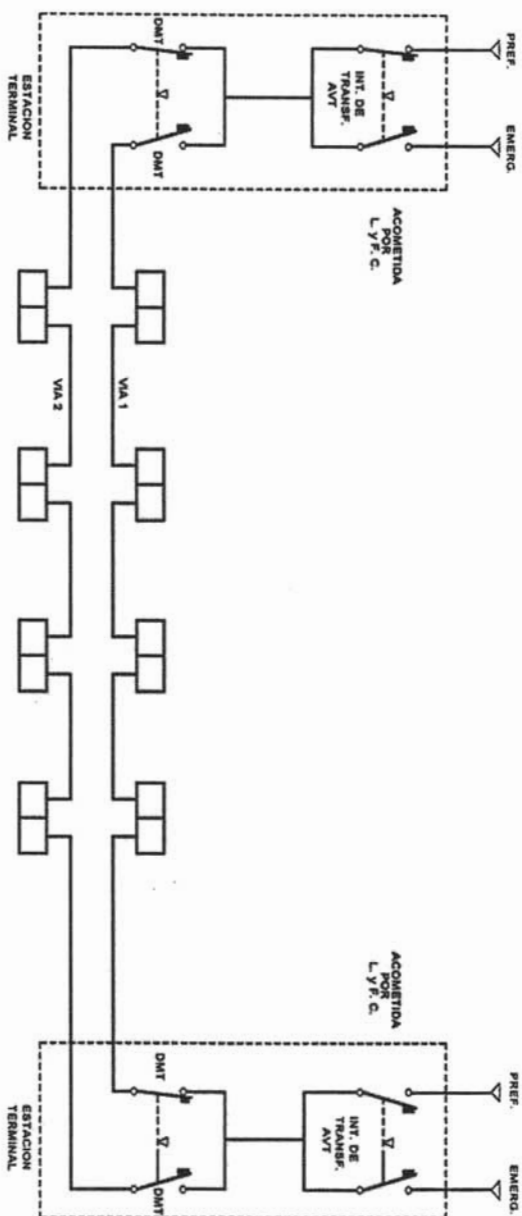 PREF.
EMERG.
INT. DE
TRANSF.
AVT
DMT
DMT
ESTACION
TERMINAL
ACOMETIDA
POR
L. y F. C.
VIA 1
VIA 2
ACOMETIDA
POR
L. y F. C.
PREF.
EMERG.
INT. DE
TRANSF.
AVT
DMT
DMT
ESTACION
TERMINAL